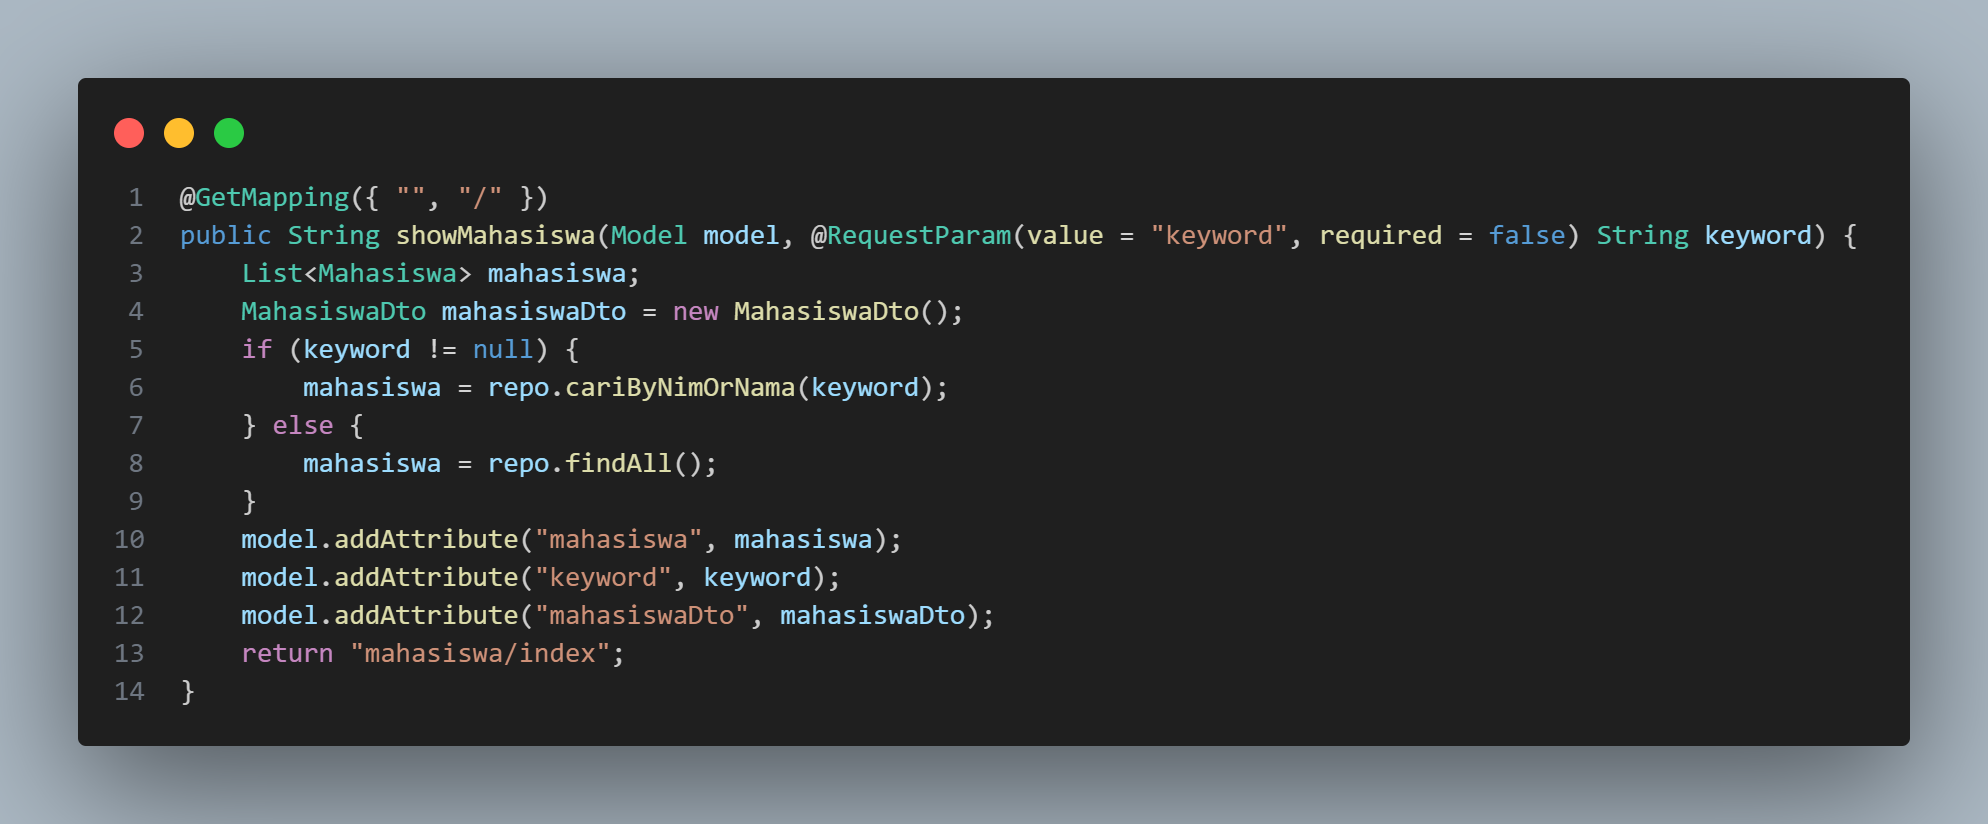 1 @GetMapping({ "", "/" })
2 public String showMahasiswa(Model model, @RequestParam(value = "keyword", required = false) String keyword) {
3     List<Mahasiswa> mahasiswa;
4     MahasiswaDto mahasiswaDto = new MahasiswaDto();
5     if (keyword != null) {
6         mahasiswa = repo.cariByNimOrNama(keyword);
7     } else {
8         mahasiswa = repo.findAll();
9     }
10     model.addAttribute("mahasiswa", mahasiswa);
11     model.addAttribute("keyword", keyword);
12     model.addAttribute("mahasiswaDto", mahasiswaDto);
13     return "mahasiswa/index";
14 }